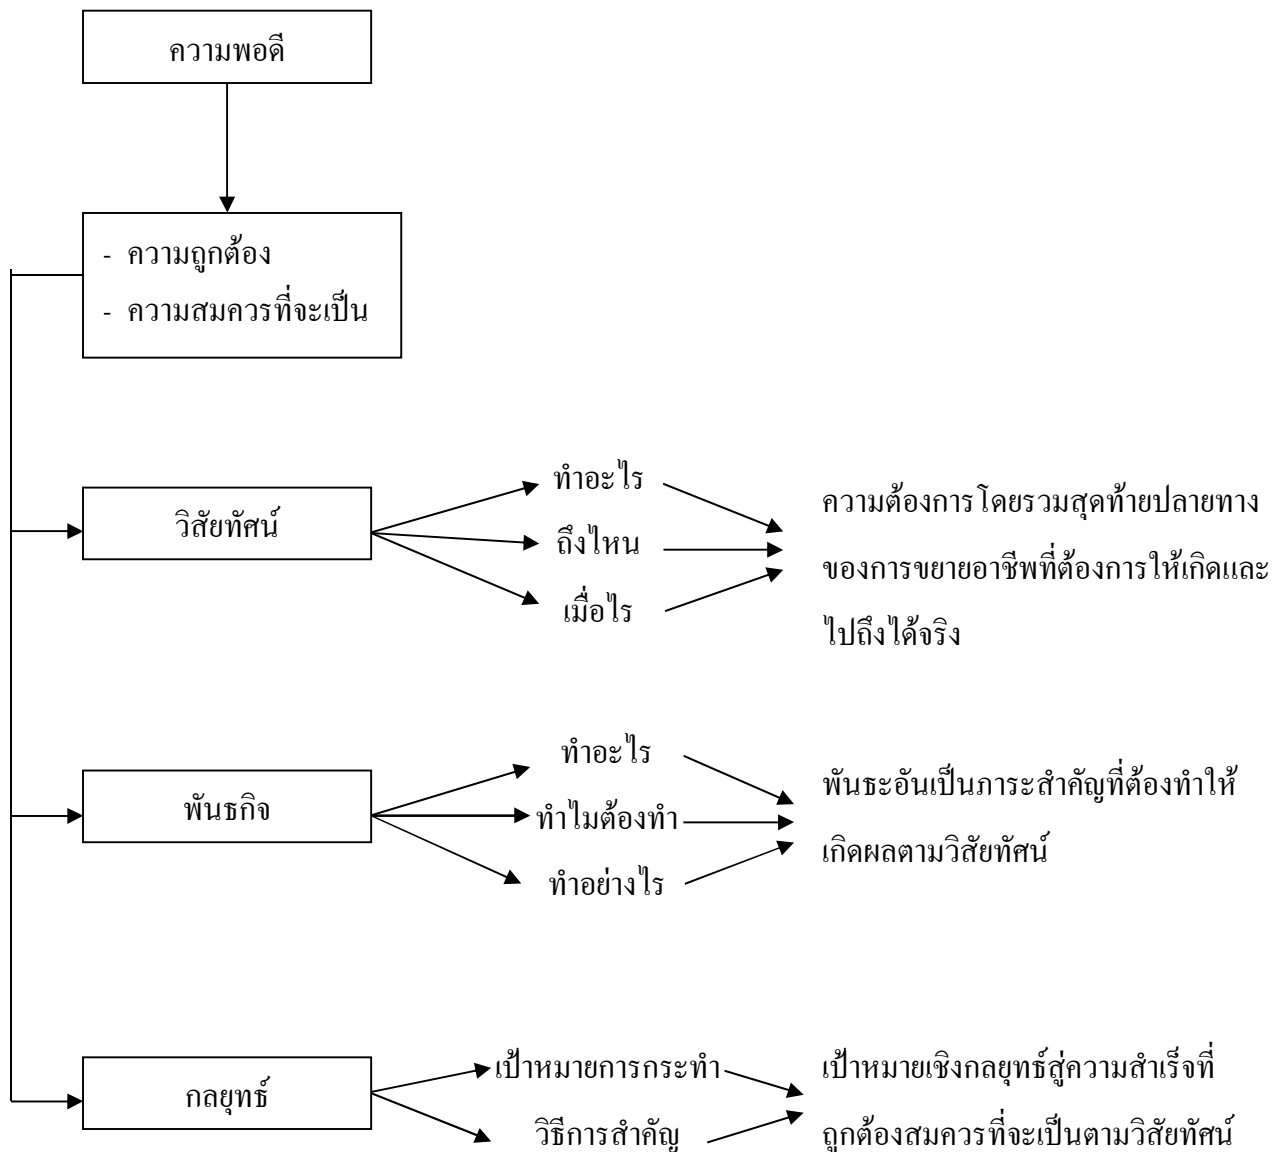 ความพอดี
- ความถูกต้อง
- ความสมควรที่จะเป็น
วิสัยทัศน์
ทำอะไร
ถึงไหน
เมื่อไร
ความต้องการโดยรวมสุดท้ายปลายทาง
ของการขยายอาชีพที่ต้องการให้เกิดและ
ไปถึงได้จริง
พันธกิจ
ทำอะไร
ทำไมต้องทำ
ทำอย่างไร
พันธะอันเป็นภาระสำคัญที่ต้องทำให้
เกิดผลตามวิสัยทัศน์
กลยุทธ์
เป้าหมายการกระทำ
วิธีการสำคัญ
เป้าหมายเชิงกลยุทธ์สู่ความสำเร็จที่
ถูกต้องสมควรที่จะเป็นตามวิสัยทัศน์